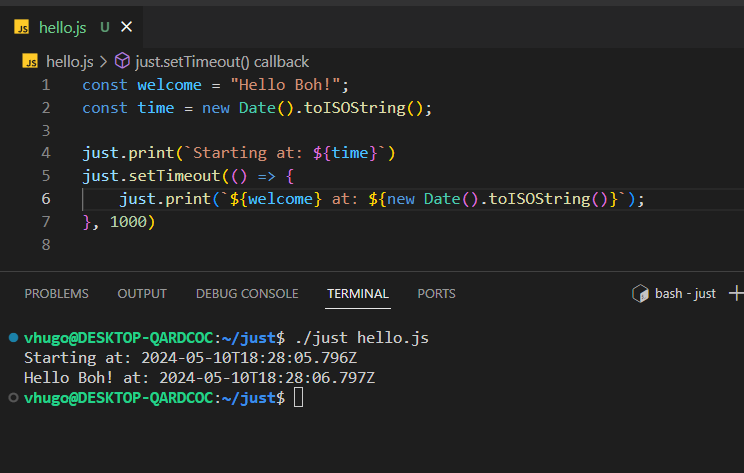 JS hello.js U
JS hello.js > just.setTimeout() callback
1 const welcome = "Hello Boh!";
2 const time = new Date().toISOString();
3
4 just.print(`Starting at: ${time}`)
5 just.setTimeout(() => {
6 just.print(`${welcome} at: ${new Date().toISOString()}`);
7 }, 1000)
8
PROBLEMS OUTPUT DEBUG CONSOLE TERMINAL PORTS bash - just
vhugo@DESKTOP-QARDCOC:~/just$ ./just hello.js
Starting at: 2024-05-10T18:28:05.796Z
Hello Boh! at: 2024-05-10T18:28:06.797Z
vhugo@DESKTOP-QARDCOC:~/just$